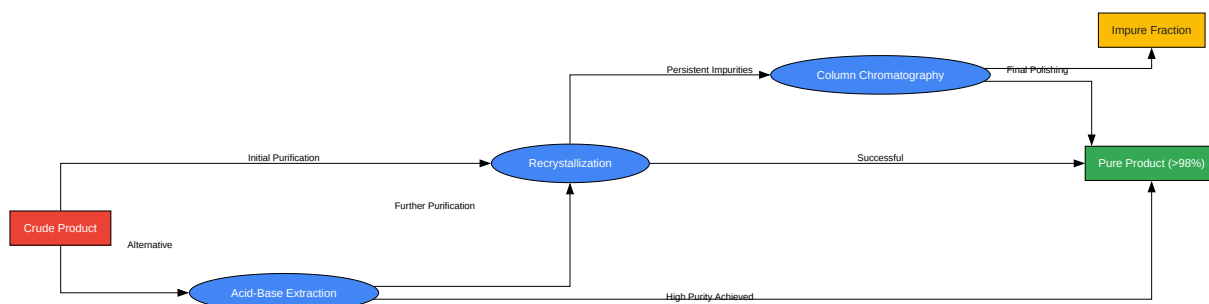 Impure Fraction
Persistent Impurities
Column Chromatography
Final Polishing
Initial Purification
Recrystallization
Successful
Pure Product (>98%)
Further Purification
Crude Product
Alternative
Acid-Base Extraction
High Purity Achieved